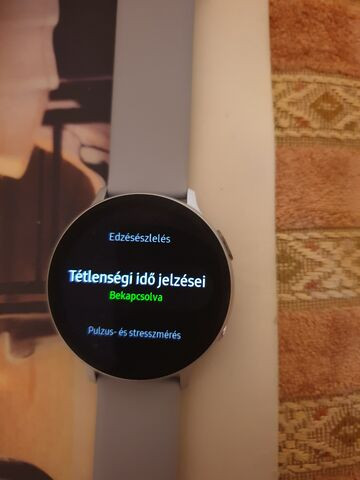 Edzésészlelés
Tétlenségi idő jelzései
Bekapcsolva
Pulzus- és stresszmérés